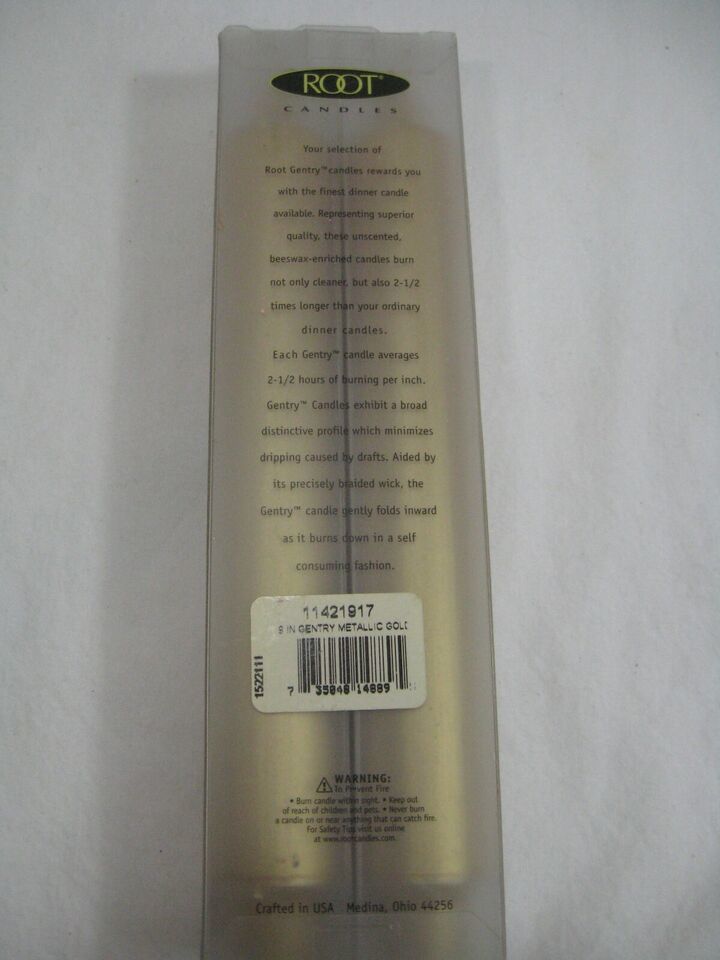 ROOT®
CANDLES
Your selection of
Root Gentry™ candles rewards you
with the finest dinner candle
available. Representing superior
quality, these unscented,
beeswax-enriched candles burn
not only cleaner, but also 2-1/2
times longer than your ordinary
dinner candles.
Each Gentry™ candle averages
2-1/2 hours of burning per inch.
Gentry™ Candles exhibit a broad
distinctive profile which minimizes
dripping caused by drafts. Aided by
its precisely braided wick, the
Gentry™ candle gently folds inward
as it burns down in a self
consuming fashion.
11421917
9 IN GENTRY METALLIC GOLD
1522111
7 35048 14889
WARNING:
To Prevent Fire
• Burn candle within sight. • Keep out
of reach of children and pets. • Never burn
a candle on or near anything that can catch fire.
For Safety Tips visit us online
at www.rootcandles.com.
Crafted in USA Medina, Ohio 44256